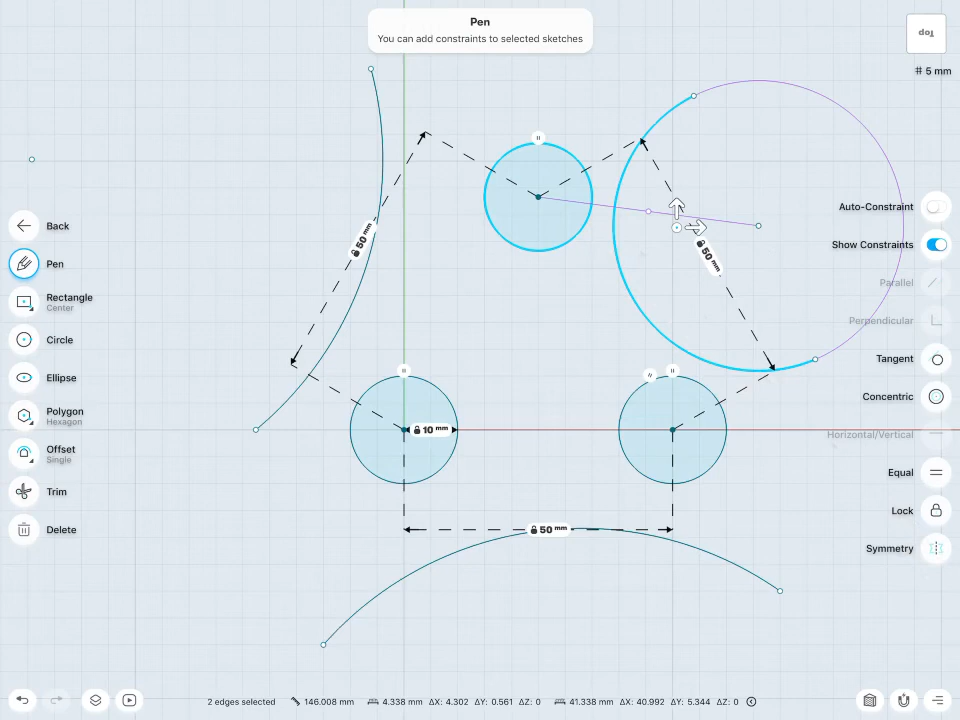 Pen
You can add constraints to selected sketches
Top
5 mm
Back
Pen
Rectangle
Center
Circle
Ellipse
Polygon
Hexagon
Offset
Single
Trim
Delete
Auto-Constraint
Show Constraints
Parallel
Perpendicular
Tangent
Concentric
Horizontal/Vertical
Equal
Lock
Symmetry
50 mm
50 mm
10 mm
50 mm
2 edges selected 146.008 mm 4.338 mm ΔX: 4.302 ΔY: 0.561 ΔZ: 0 41.338 mm ΔX: 40.992 ΔY: 5.344 ΔZ: 0